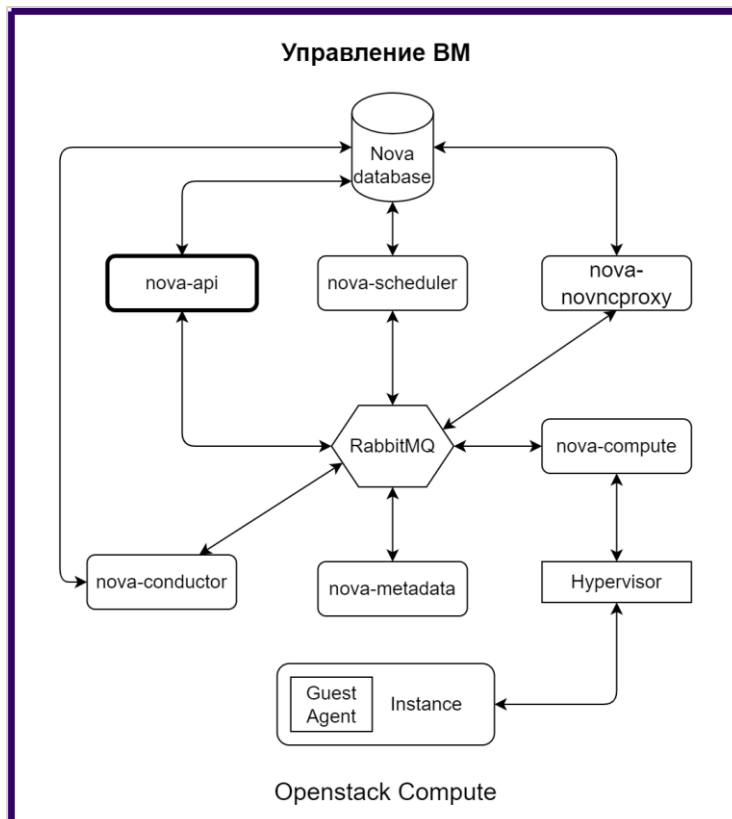 Управление ВМ
Nova
database
nova-api
nova-scheduler
nova-
novncproxy
RabbitMQ
nova-compute
nova-conductor
nova-metadata
Hypervisor
Guest
Agent
Instance
Openstack Compute